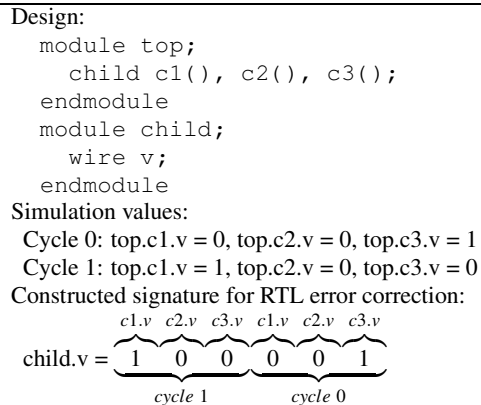 Design:
module top;
child c1(), c2(), c3();
endmodule
module child;
wire v;
endmodule
Simulation values:
Cycle 0: top.c1.v = 0, top.c2.v = 0, top.c3.v = 1
Cycle 1: top.c1.v = 1, top.c2.v = 0, top.c3.v = 0
Constructed signature for RTL error correction:
c1.v c2.v c3.v c1.v c2.v c3.v
child.v = 1 0 0 0 0 1
cycle 1 cycle 0